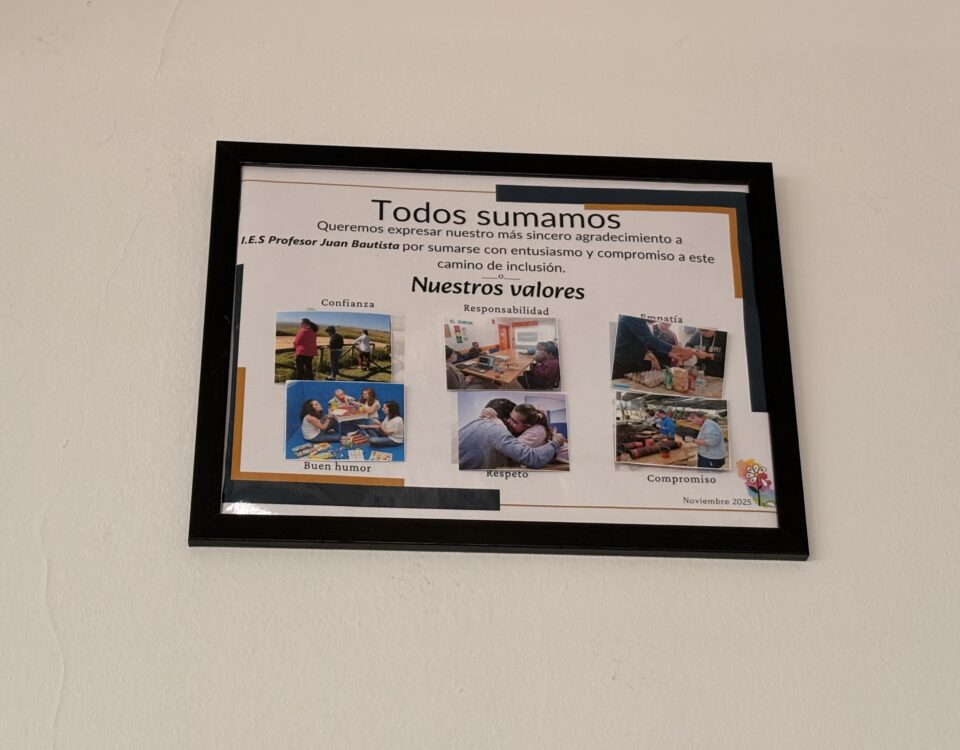 Todos sumamos
Queremos expresar nuestro más sincero agradecimiento a
I.E.S Profesor Juan Bautista por sumarse con entusiasmo y compromiso a este
camino de inclusión.
Nuestros valores
Confianza
Responsabilidad
Empatía
Buen humor
Respeto
Compromiso
Noviembre 2025